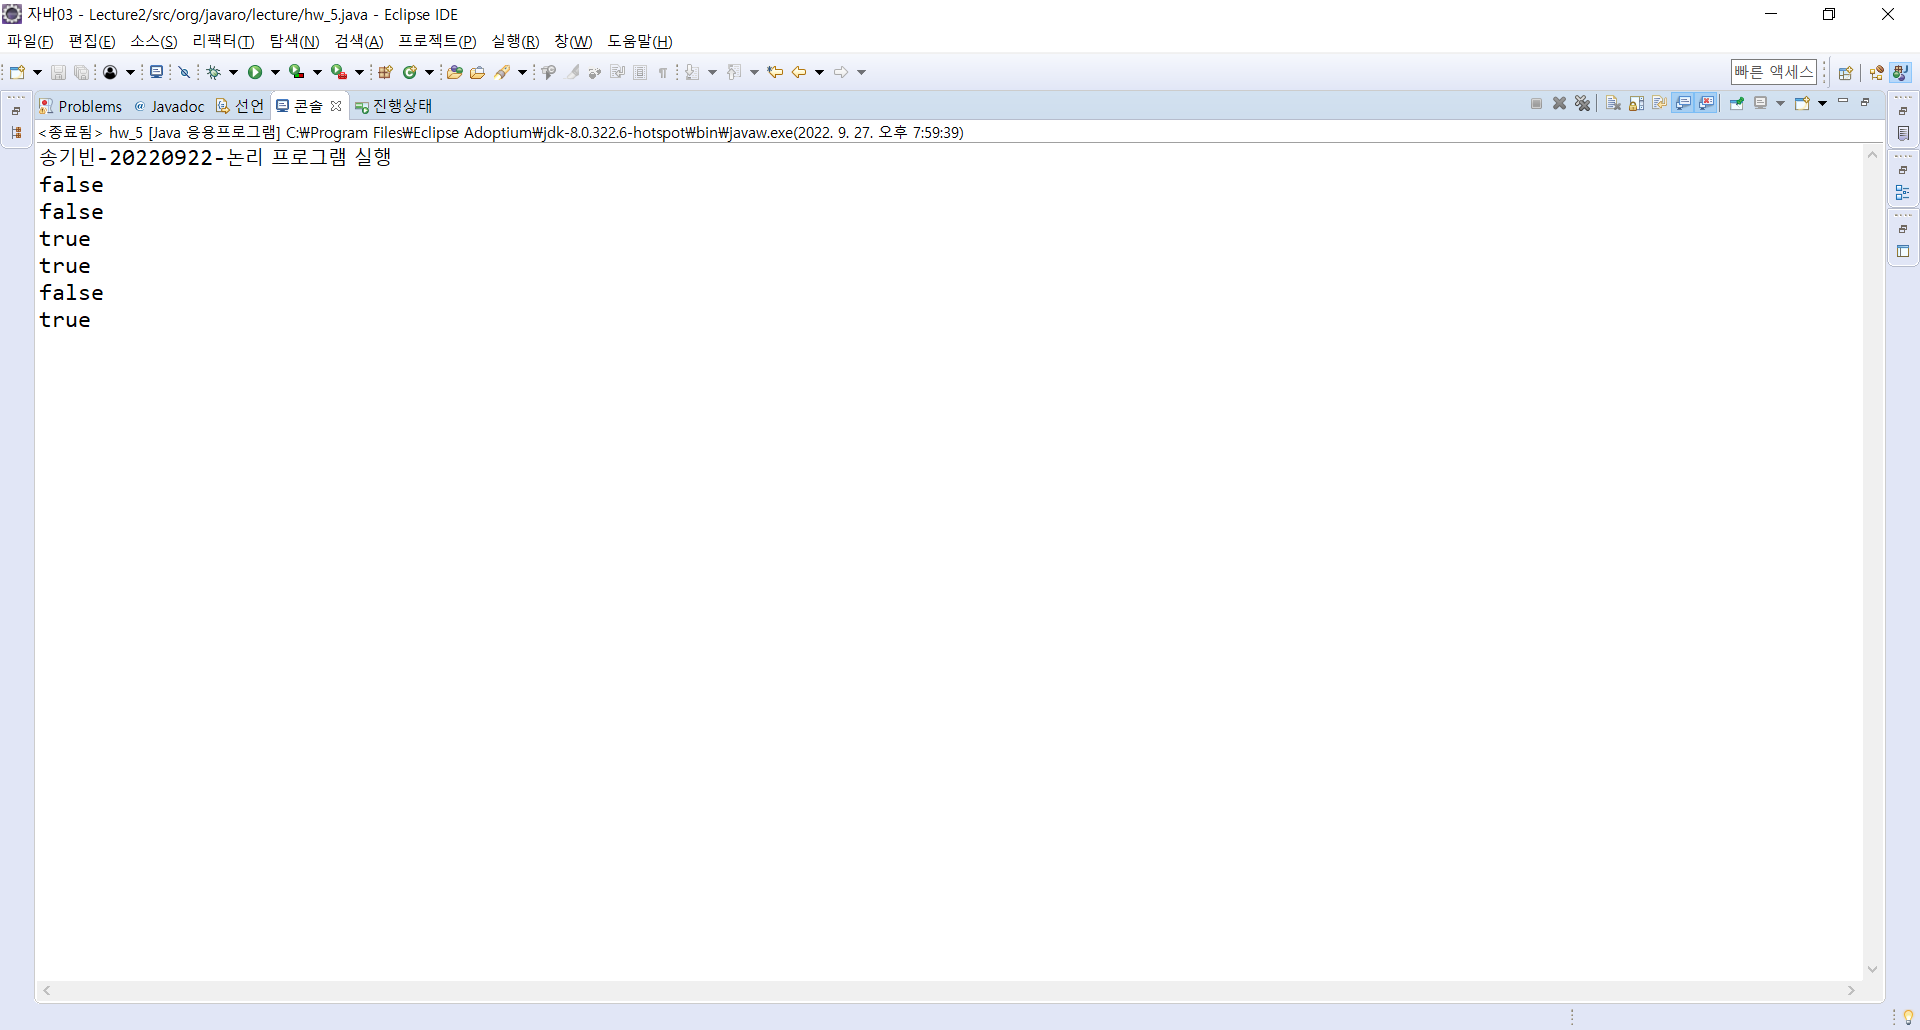 자바03 - Lecture2/src/org/javaro/lecture/hw_5.java - Eclipse IDE
파일(F) 편집(E) 소스(S) 리팩터(T) 탐색(N) 검색(A) 프로젝트(P) 실행(R) 창(W) 도움말(H)
빠른 액세스
Problems @ Javadoc 선언 콘솔 진행상태
<종료됨> hw_5 [Java 응용프로그램] C:₩Program Files₩Eclipse Adoptium₩jdk-8.0.322.6-hotspot₩bin₩javaw.exe(2022. 9. 27. 오후 7:59:39)
송기빈-20220922-논리 프로그램 실행
false
false
true
true
false
true